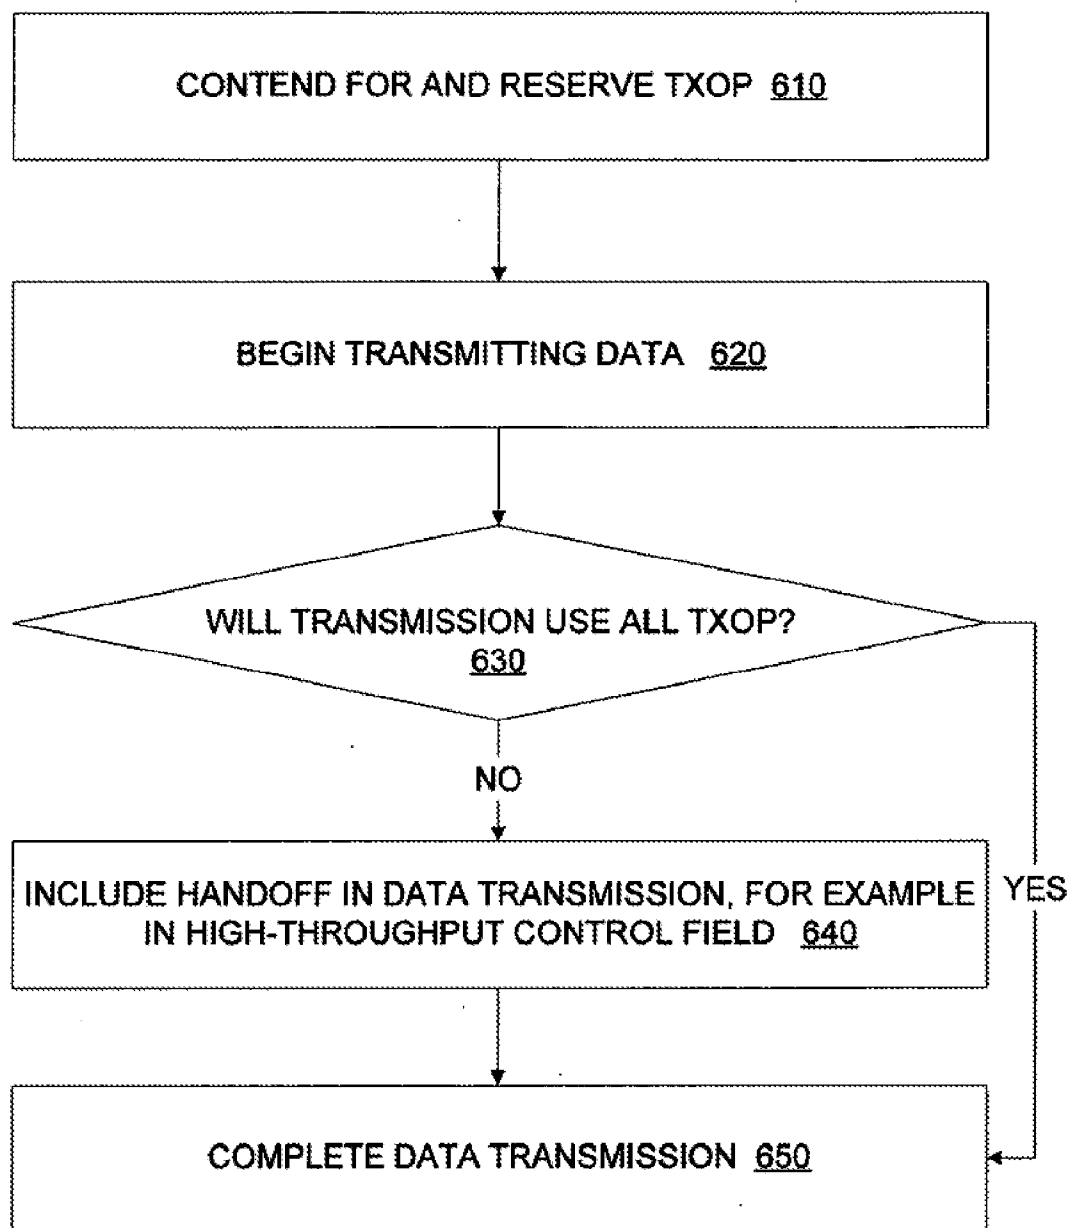 CONTEND FOR AND RESERVE TXOP 610
BEGIN TRANSMITTING DATA 620
WILL TRANSMISSION USE ALL TXOP?
630
NO
INCLUDE HANDOFF IN DATA TRANSMISSION, FOR EXAMPLE
IN HIGH-THROUGHPUT CONTROL FIELD 640
YES
COMPLETE DATA TRANSMISSION 650